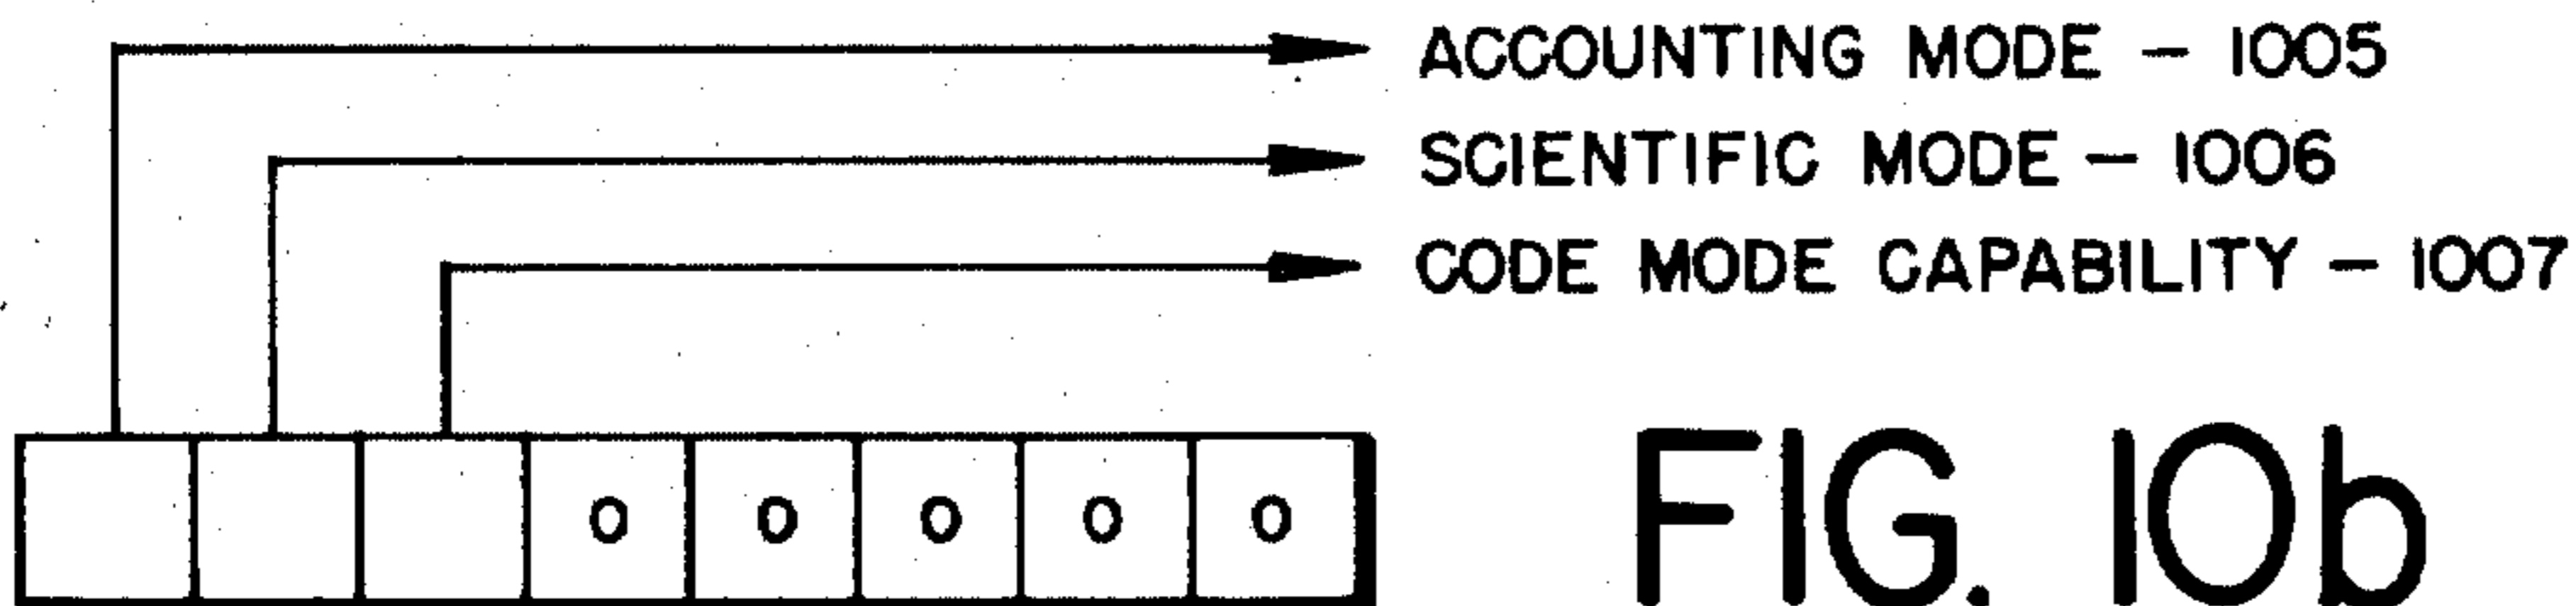 ACCOUNTING MODE – 1005
SCIENTIFIC MODE – 1006
CODE MODE CAPABILITY – 1007
0 0 0 0 0
FIG. 10b